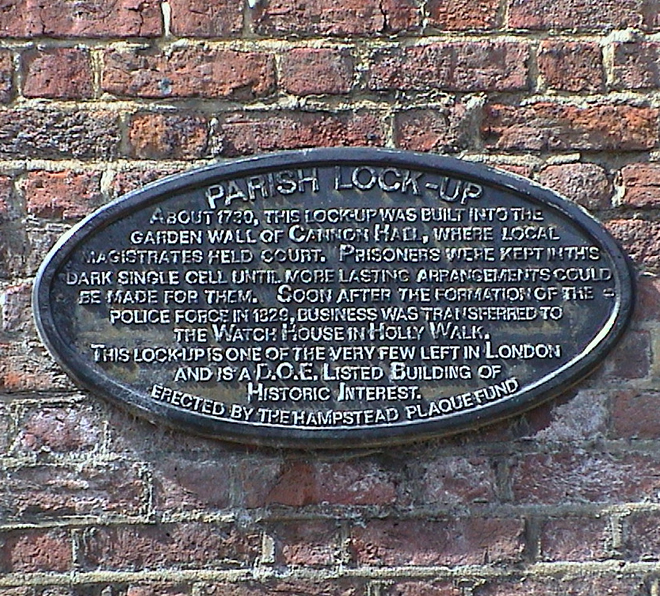 PARISH LOCK-UP
ABOUT 1730, THIS LOCK-UP WAS BUILT INTO THE
GARDEN WALL OF CANNON HALL, WHERE LOCAL
MAGISTRATES HELD COURT. PRISONERS WERE KEPT IN THIS
DARK SINGLE CELL UNTIL MORE LASTING ARRANGEMENTS COULD
BE MADE FOR THEM. SOON AFTER THE FORMATION OF THE
POLICE FORCE IN 1829, BUSINESS WAS TRANSFERRED TO
THE WATCH HOUSE IN HOLLY WALK.
THIS LOCK-UP IS ONE OF THE VERY FEW LEFT IN LONDON
AND IS A D.O.E. LISTED BUILDING OF
HISTORIC INTEREST.
ERECTED BY THE HAMPSTEAD PLAQUE FUND